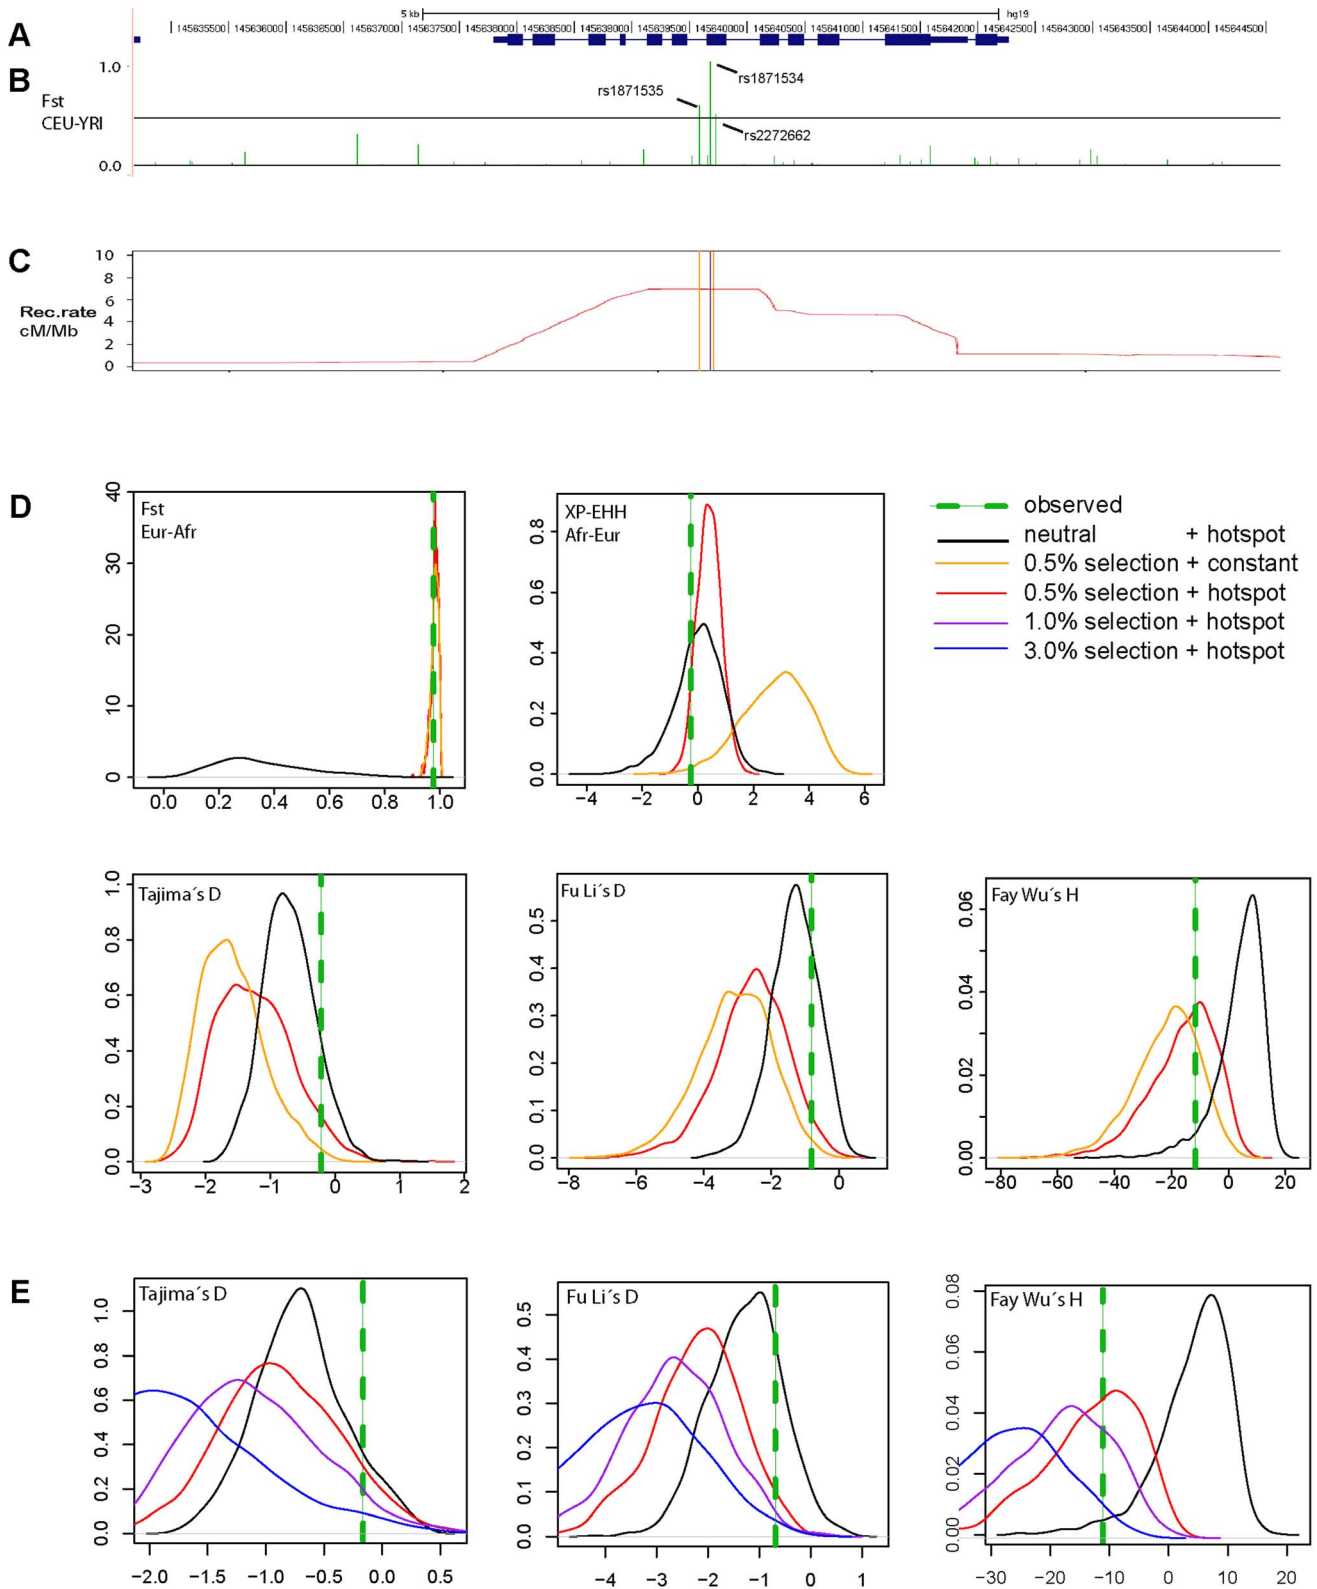 5 kb hg19
A 145635500 145636000 145636500 145637000 145637500 145638000 145638500 145639000 145639500 145640000 145640500 145641000 145641500 145642000 145642500 145643000 145643500 145644000 145644500
B
Fst
CEU-YRI
1.0
0.0
rs1871535
rs1871534
rs2272662
C
Rec.rate
cM/Mb
10
8
6
4
2
0
D
Fst
Eur-Afr
40
30
20
10
0
0.0 0.2 0.4 0.6 0.8 1.0
XP-EHH
Afr-Eur
0.8
0.6
0.4
0.2
0.0
−4 −2 0 2 4 6
observed
neutral + hotspot
0.5% selection + constant
0.5% selection + hotspot
1.0% selection + hotspot
3.0% selection + hotspot
Tajima´s D
1.0
0.8
0.6
0.4
0.2
0.0
−3 −2 −1 0 1 2
Fu Li´s D
0.5
0.4
0.3
0.2
0.1
0.0
−8 −6 −4 −2 0
Fay Wu´s H
0.06
0.04
0.02
0.00
−80 −60 −40 −20 0 20
E
Tajima´s D
1.0
0.8
0.6
0.4
0.2
0.0
−2.0 −1.5 −1.0 −0.5 0.0 0.5
Fu Li´s D
0.5
0.4
0.3
0.2
0.1
0.0
−4 −3 −2 −1 0 1
Fay Wu´s H
0.08
0.06
0.04
0.02
0.00
−30 −20 −10 0 10 20